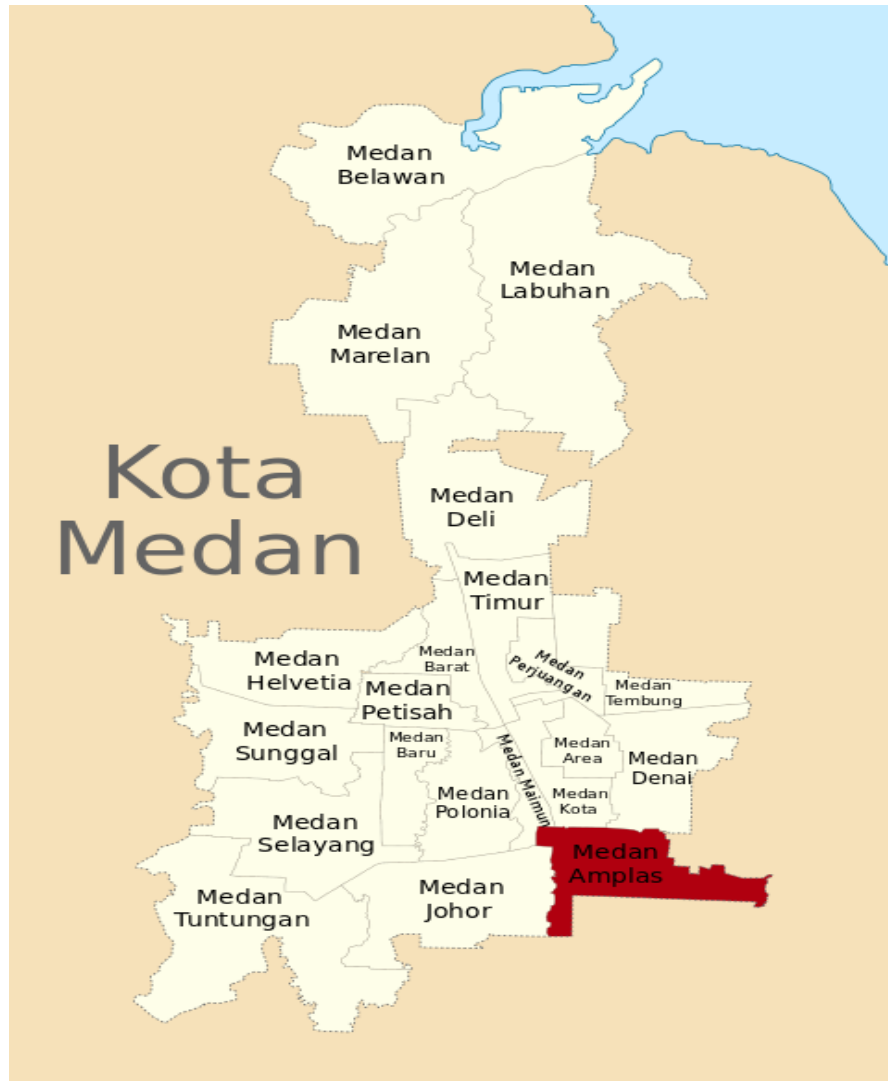 Medan
Belawan
Medan
Labuhan
Medan
Marelan
Kota
Medan
Medan
Deli
Medan
Timur
Medan
Barat
Medan
Perjuangan
Medan
Helvetia
Medan
Petisah
Medan
Tembung
Medan
Sunggal
Medan
Baru
Medan Maimun
Medan
Area
Medan
Denai
Medan
Polonia
Medan
Kota
Medan
Selayang
Medan
Amplas
Medan
Tuntungan
Medan
Johor